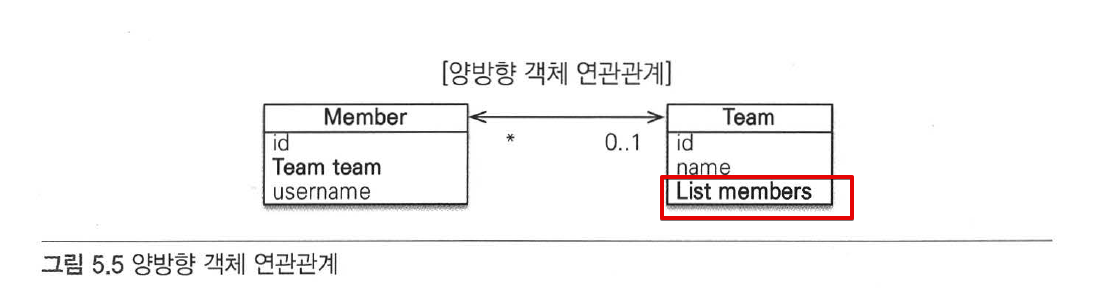 [양방향 객체 연관관계]
Member
id
Team team
username
* 0..1
Team
id
name
List members
그림 5.5 양방향 객체 연관관계